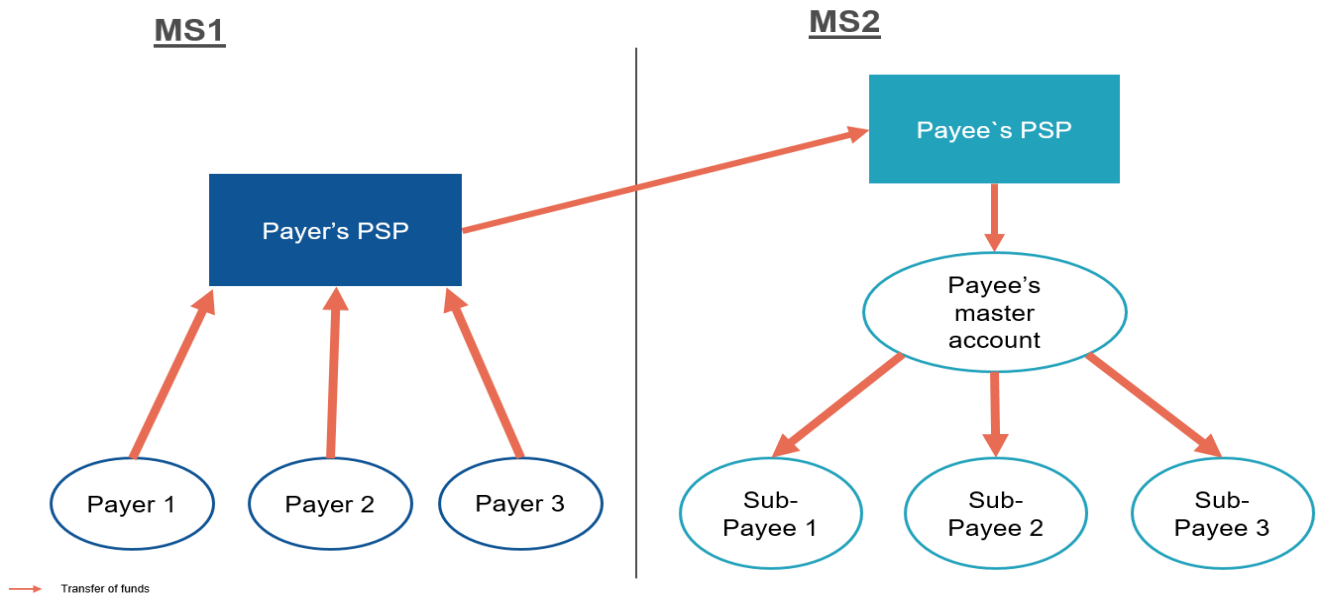 MS1
MS2
Payee`s PSP
Payer’s PSP
Payee’s
master
account
Payer 1
Payer 2
Payer 3
Sub-
Payee 1
Sub-
Payee 2
Sub-
Payee 3
Transfer of funds